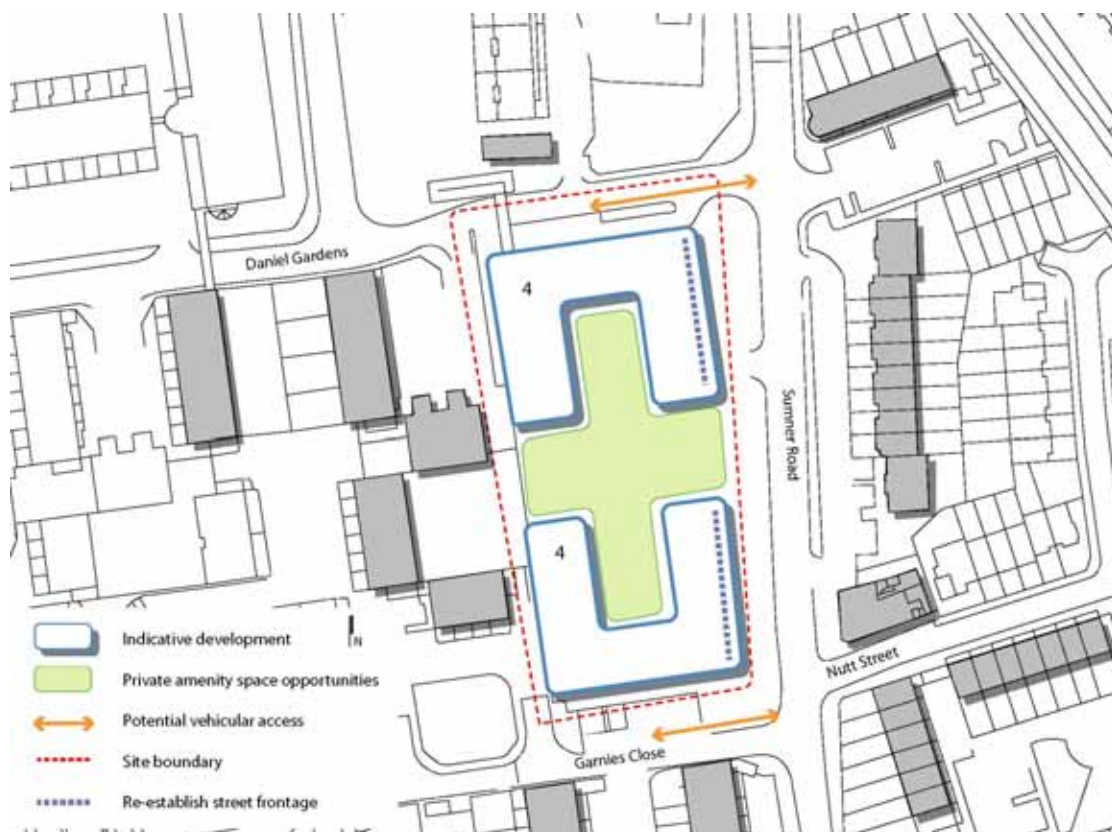 Daniel Gardens
4
Sumner Road
4
Nutt Street
Garnies Close
N
Indicative development
Private amenity space opportunities
Potential vehicular access
Site boundary
Re-establish street frontage